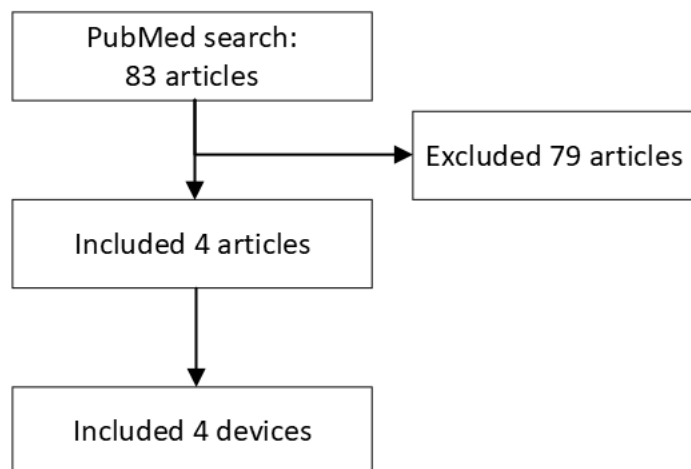 PubMed search:
83 articles
Excluded 79 articles
Included 4 articles
Included 4 devices